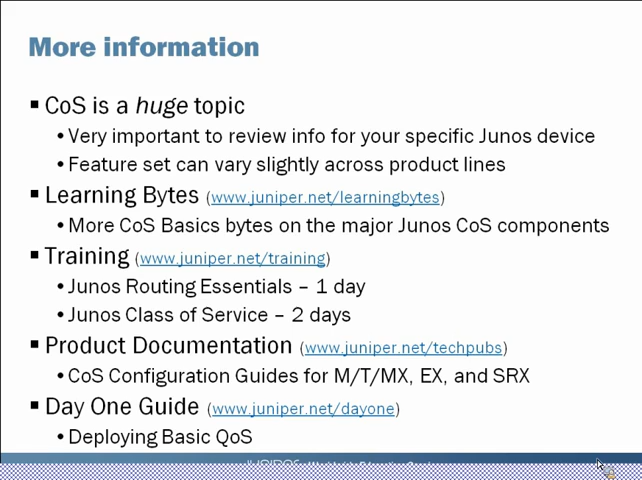 More information
▪ CoS is a huge topic
• Very important to review info for your specific Junos device
• Feature set can vary slightly across product lines
▪ Learning Bytes (www.juniper.net/learningbytes)
• More CoS Basics bytes on the major Junos CoS components
▪ Training (www.juniper.net/training)
• Junos Routing Essentials – 1 day
• Junos Class of Service – 2 days
▪ Product Documentation (www.juniper.net/techpubs)
• CoS Configuration Guides for M/T/MX, EX, and SRX
▪ Day One Guide (www.juniper.net/dayone)
• Deploying Basic QoS